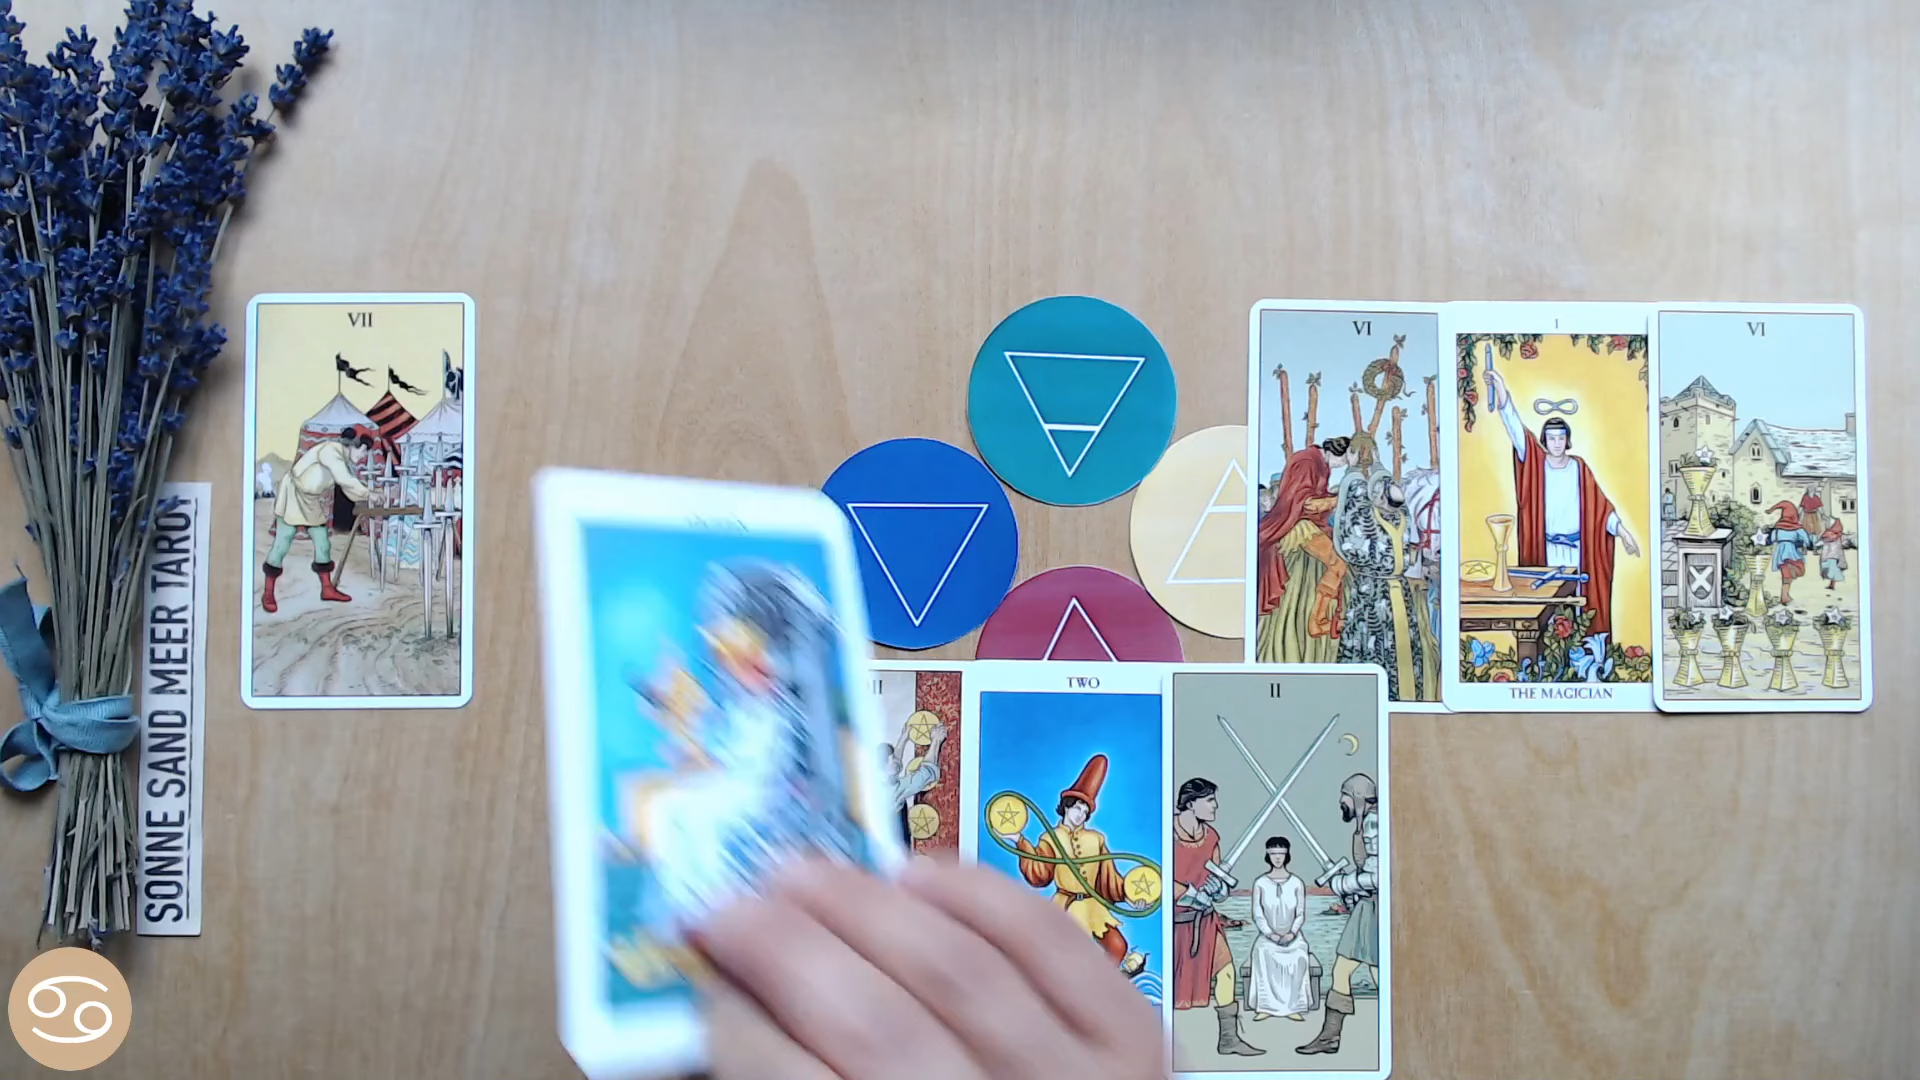 VII
VI
I
VI
THE MAGICIAN
SONNE SAND MEER TAROT
TWO
II